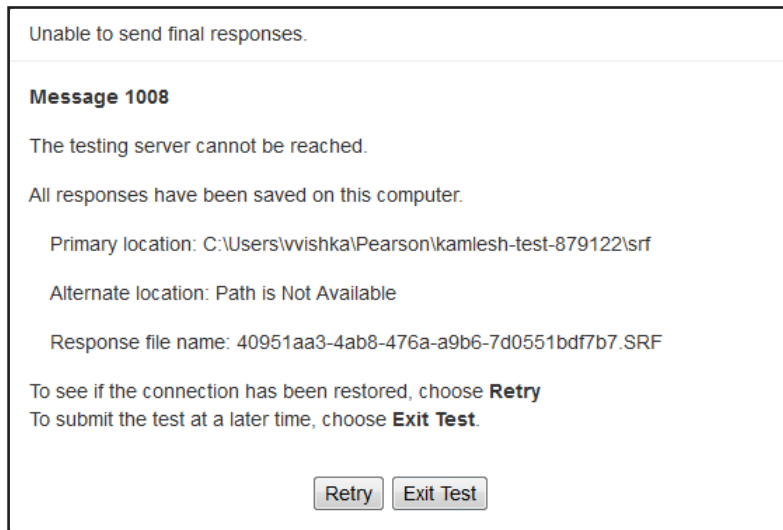 Unable to send final responses.
Message 1008
The testing server cannot be reached.
All responses have been saved on this computer.
Primary location: C:\Users\vvishka\Pearson\kamlesh-test-879122\srf
Alternate location: Path is Not Available
Response file name: 40951aa3-4ab8-476a-a9b6-7d0551bdf7b7.SRF
To see if the connection has been restored, choose Retry
To submit the test at a later time, choose Exit Test.
Retry Exit Test